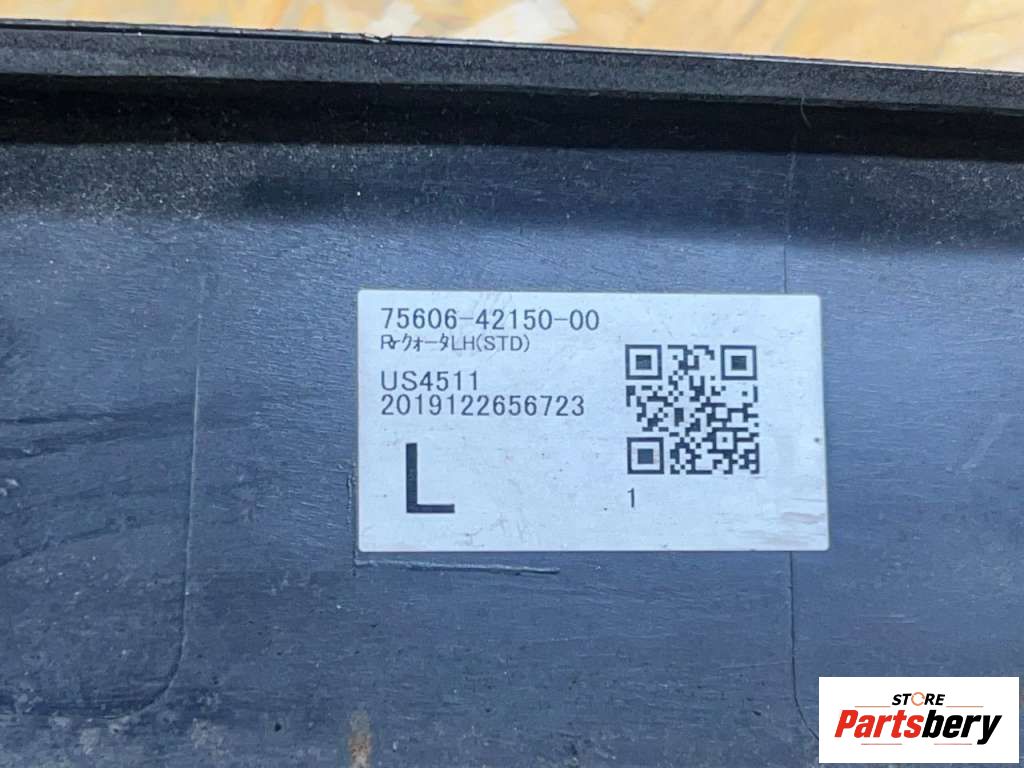 75606-42150-00
Rrクォータ LH(STD)
US4511
2019122656723
L
1
STORE
Partsbery